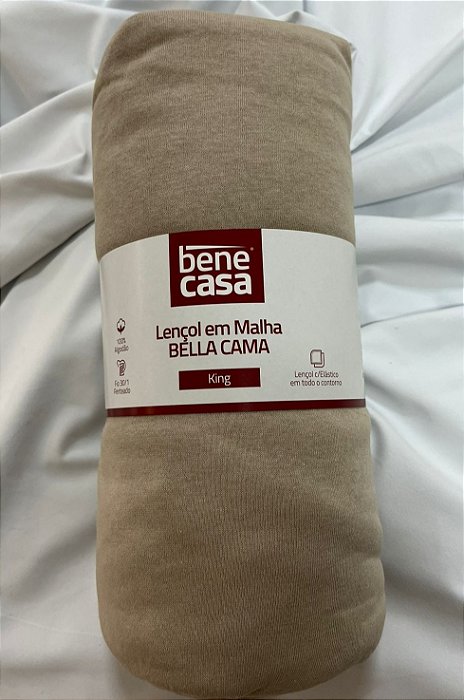 bene®
casa
Lençol em Malha
BELLA CAMA
King
100%
Algodão
Fio 30/1
Penteado
Lençol c/Elástico
em todo o contorno